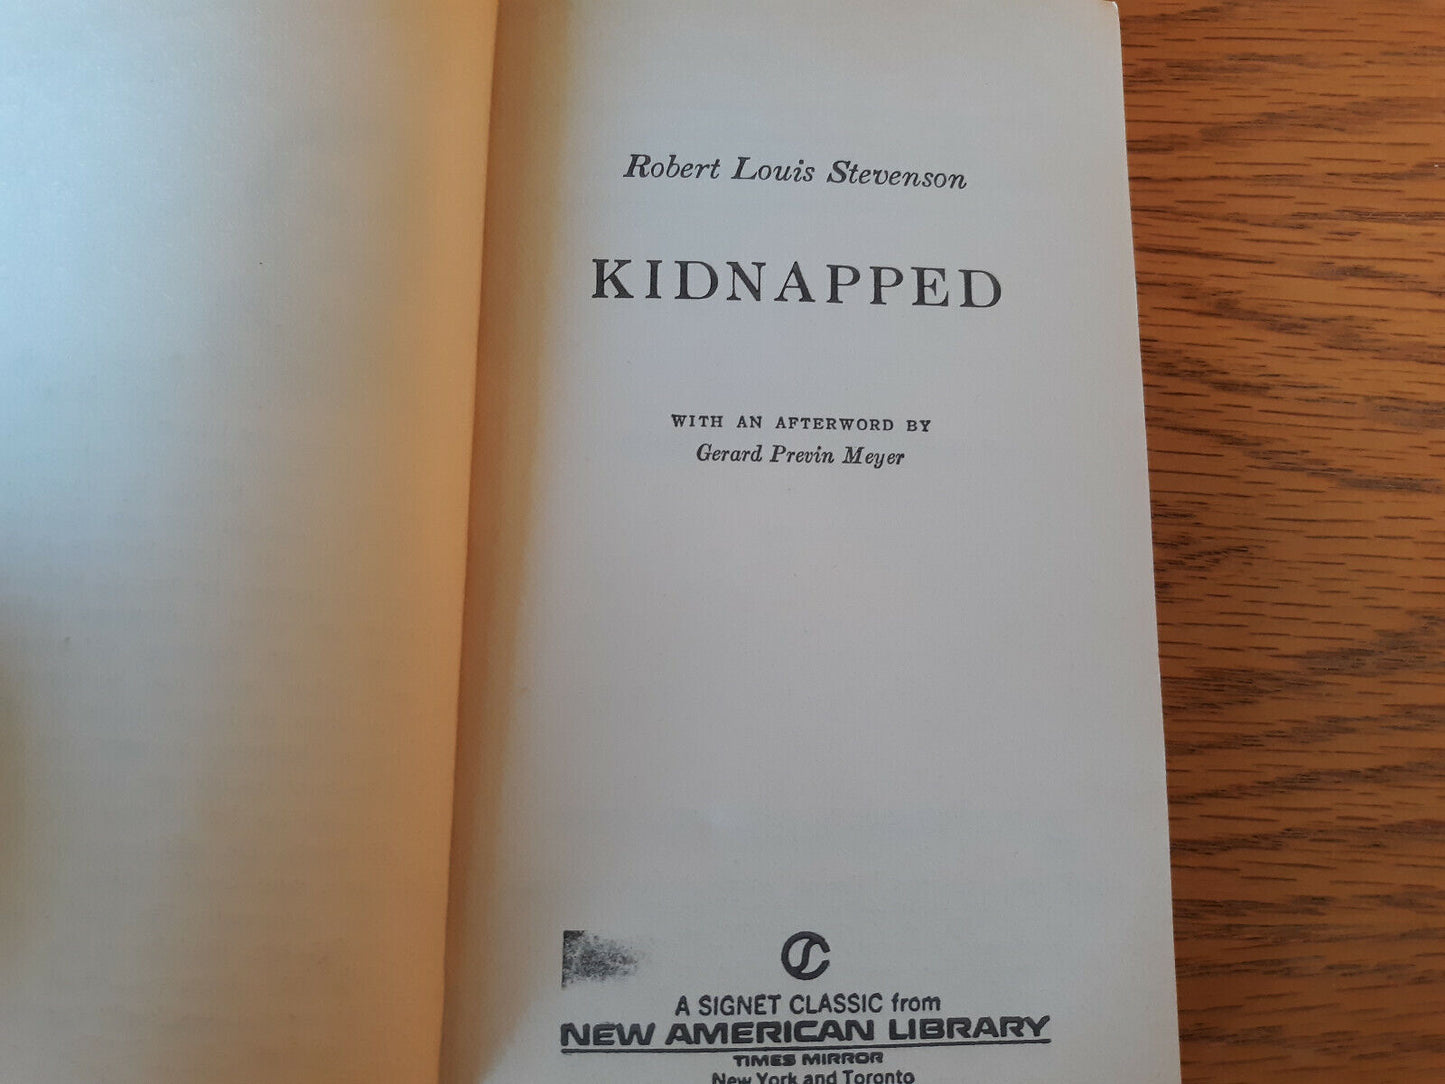 Robert Louis Stevenson
KIDNAPPED
WITH AN AFTERWORD BY
Gerard Previn Meyer
A SIGNET CLASSIC from
NEW AMERICAN LIBRARY
TIMES MIRROR
New York and Toronto